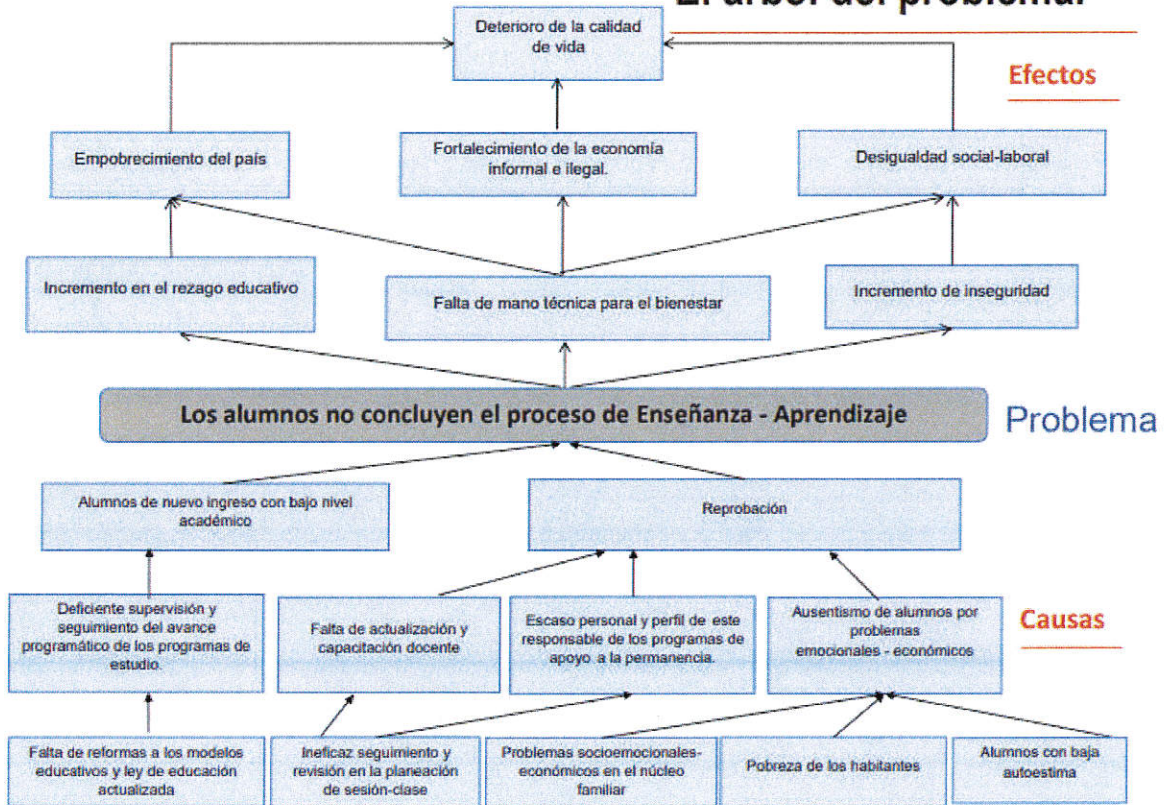 El árbol del problema.
Deterioro de la calidad
de vida
Efectos
Empobrecimiento del país
Fortalecimiento de la economía
informal e ilegal.
Desigualdad social-laboral
Incremento en el rezago educativo
Falta de mano técnica para el bienestar
Incremento de inseguridad
Los alumnos no concluyen el proceso de Enseñanza - Aprendizaje
Problema
Alumnos de nuevo ingreso con bajo nivel
académico
Reprobación
Deficiente supervisión y
seguimiento del avance
programático de los programas de
estudio.
Falta de actualización y
capacitación docente
Escaso personal y perfil de este
responsable de los programas de
apoyo a la permanencia.
Ausentismo de alumnos por
problemas
emocionales - económicos
Causas
Falta de reformas a los modelos
educativos y ley de educación
actualizada
Ineficaz seguimiento y
revisión en la planeación
de sesión-clase
Problemas socioemocionales-
económicos en el núcleo
familiar
Pobreza de los habitantes
Alumnos con baja
autoestima